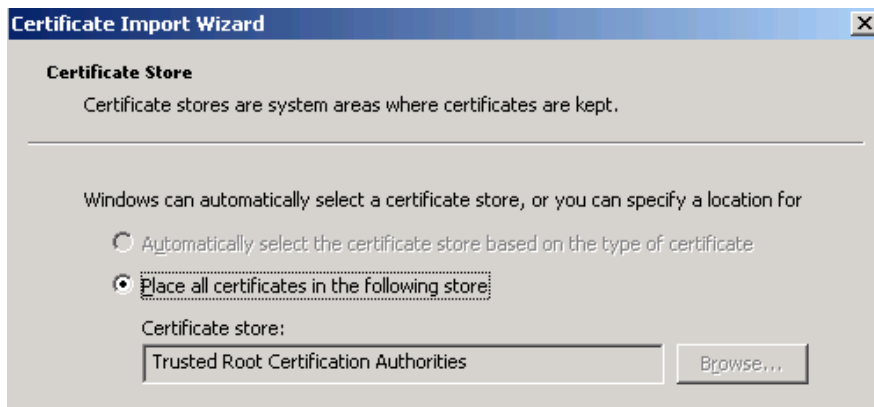 Certificate Import Wizard
Certificate Store
Certificate stores are system areas where certificates are kept.
Windows can automatically select a certificate store, or you can specify a location for
Automatically select the certificate store based on the type of certificate
Place all certificates in the following store
Certificate store:
Trusted Root Certification Authorities
Browse...